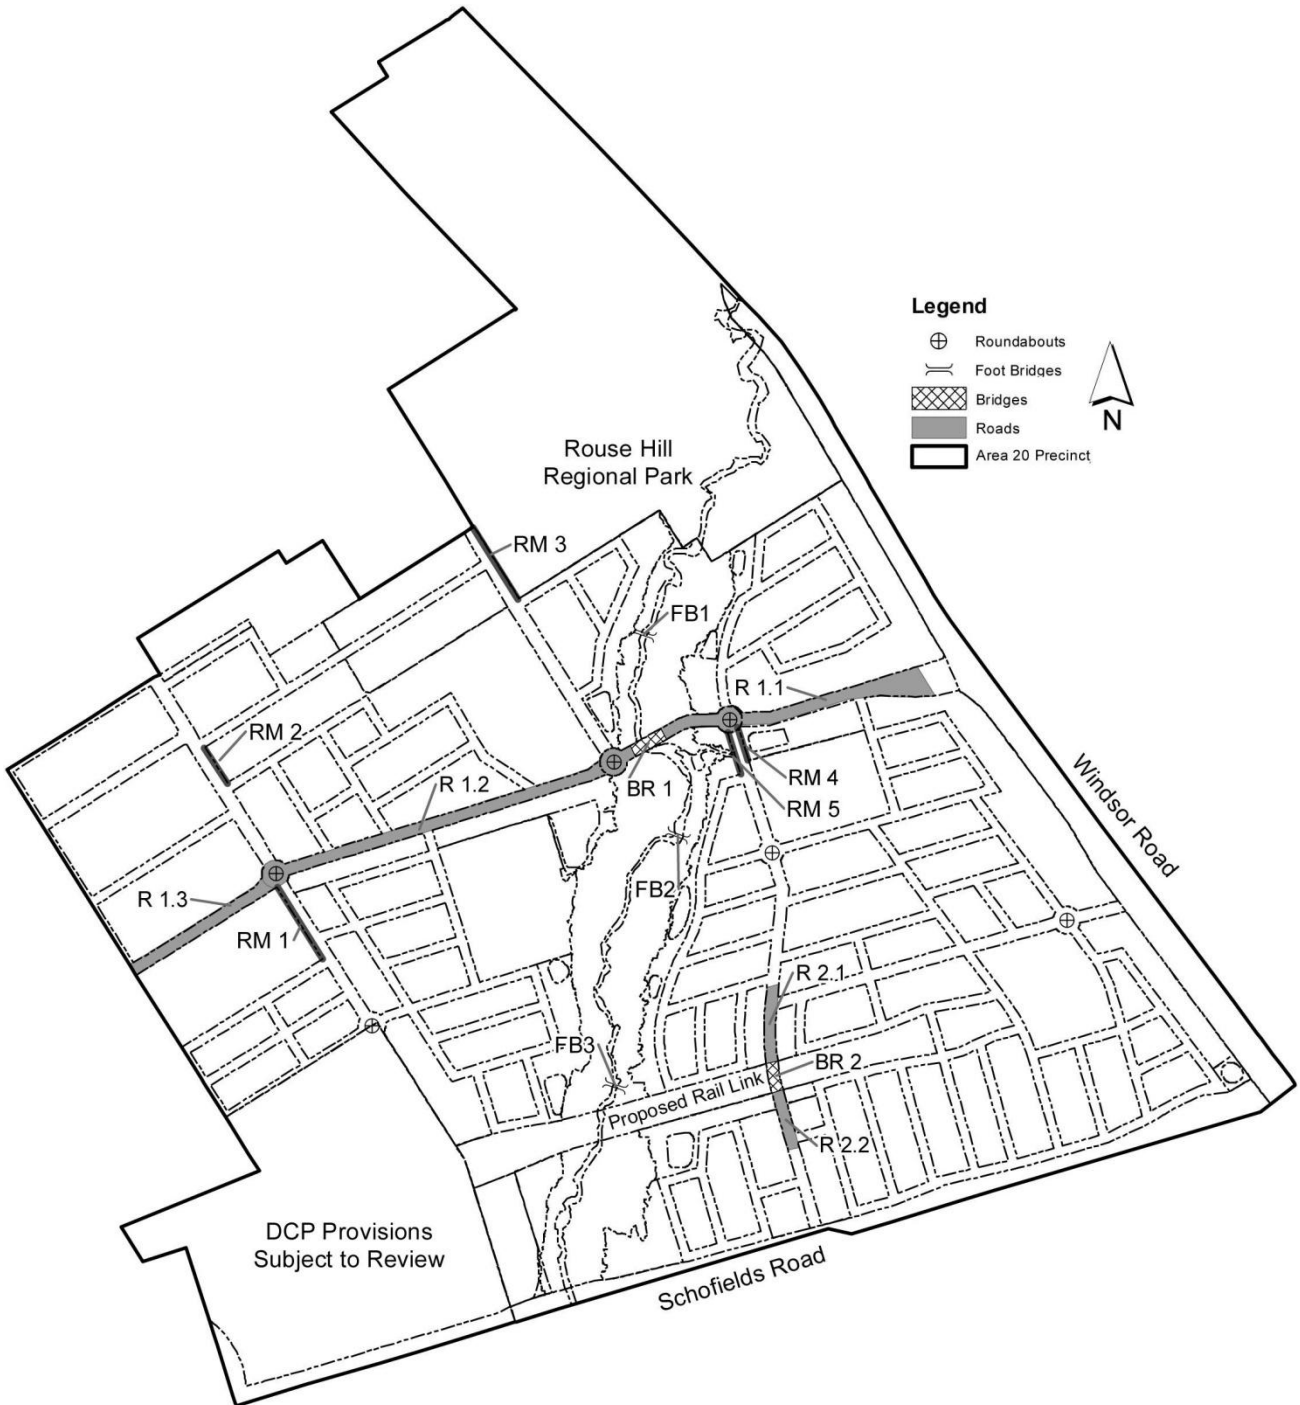 Legend
Roundabouts
Foot Bridges
Bridges
Roads
Area 20 Precinct
N
Rouse Hill
Regional Park
RM 3
FB1
R 1.1
RM 2
R 1.2
BR 1
RM 4
RM 5
Windsor Road
R 1.3
RM 1
FB2
R 2.1
FB3
BR 2
Proposed Rail Link
R 2.2
DCP Provisions
Subject to Review
Schofields Road